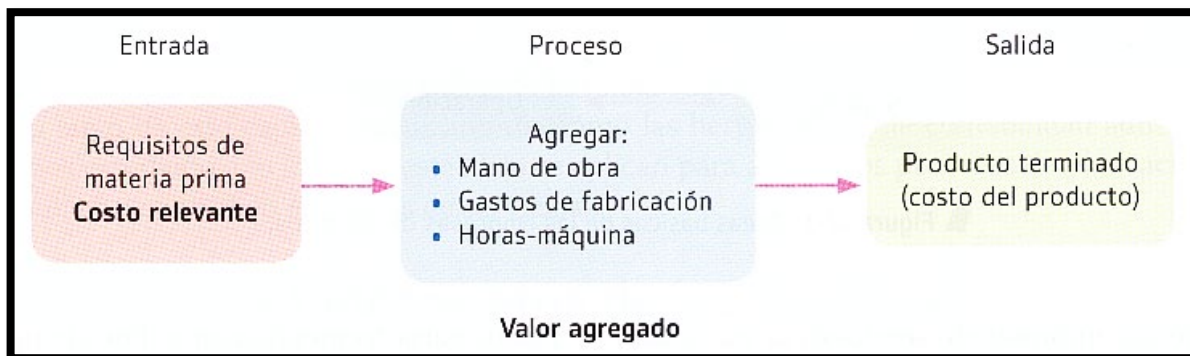 Entrada
Proceso
Salida
Requisitos de
materia prima
Costo relevante
Agregar:
• Mano de obra
• Gastos de fabricación
• Horas-máquina
Producto terminado
(costo del producto)
Valor agregado